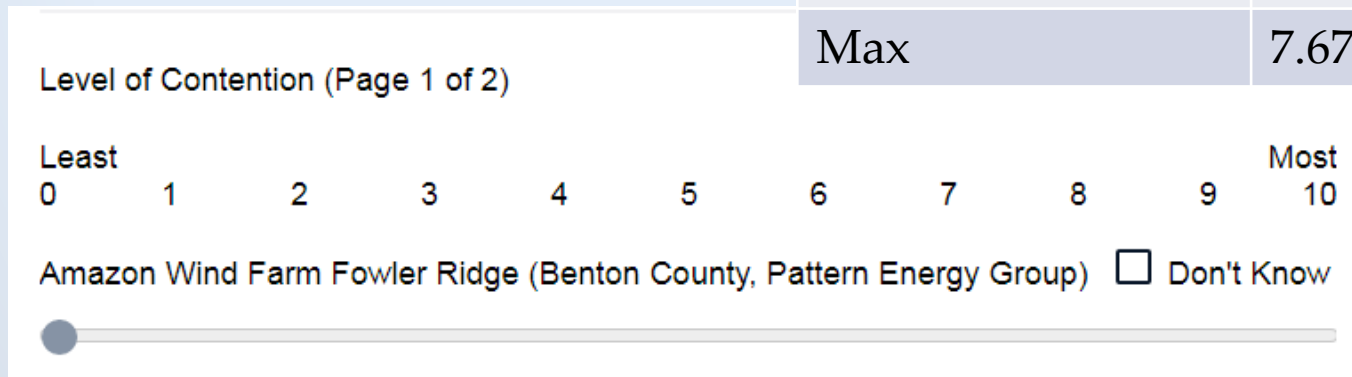 Max 7.67
Level of Contention (Page 1 of 2)
Least Most
0 1 2 3 4 5 6 7 8 9 10
Amazon Wind Farm Fowler Ridge (Benton County, Pattern Energy Group) Don't Know